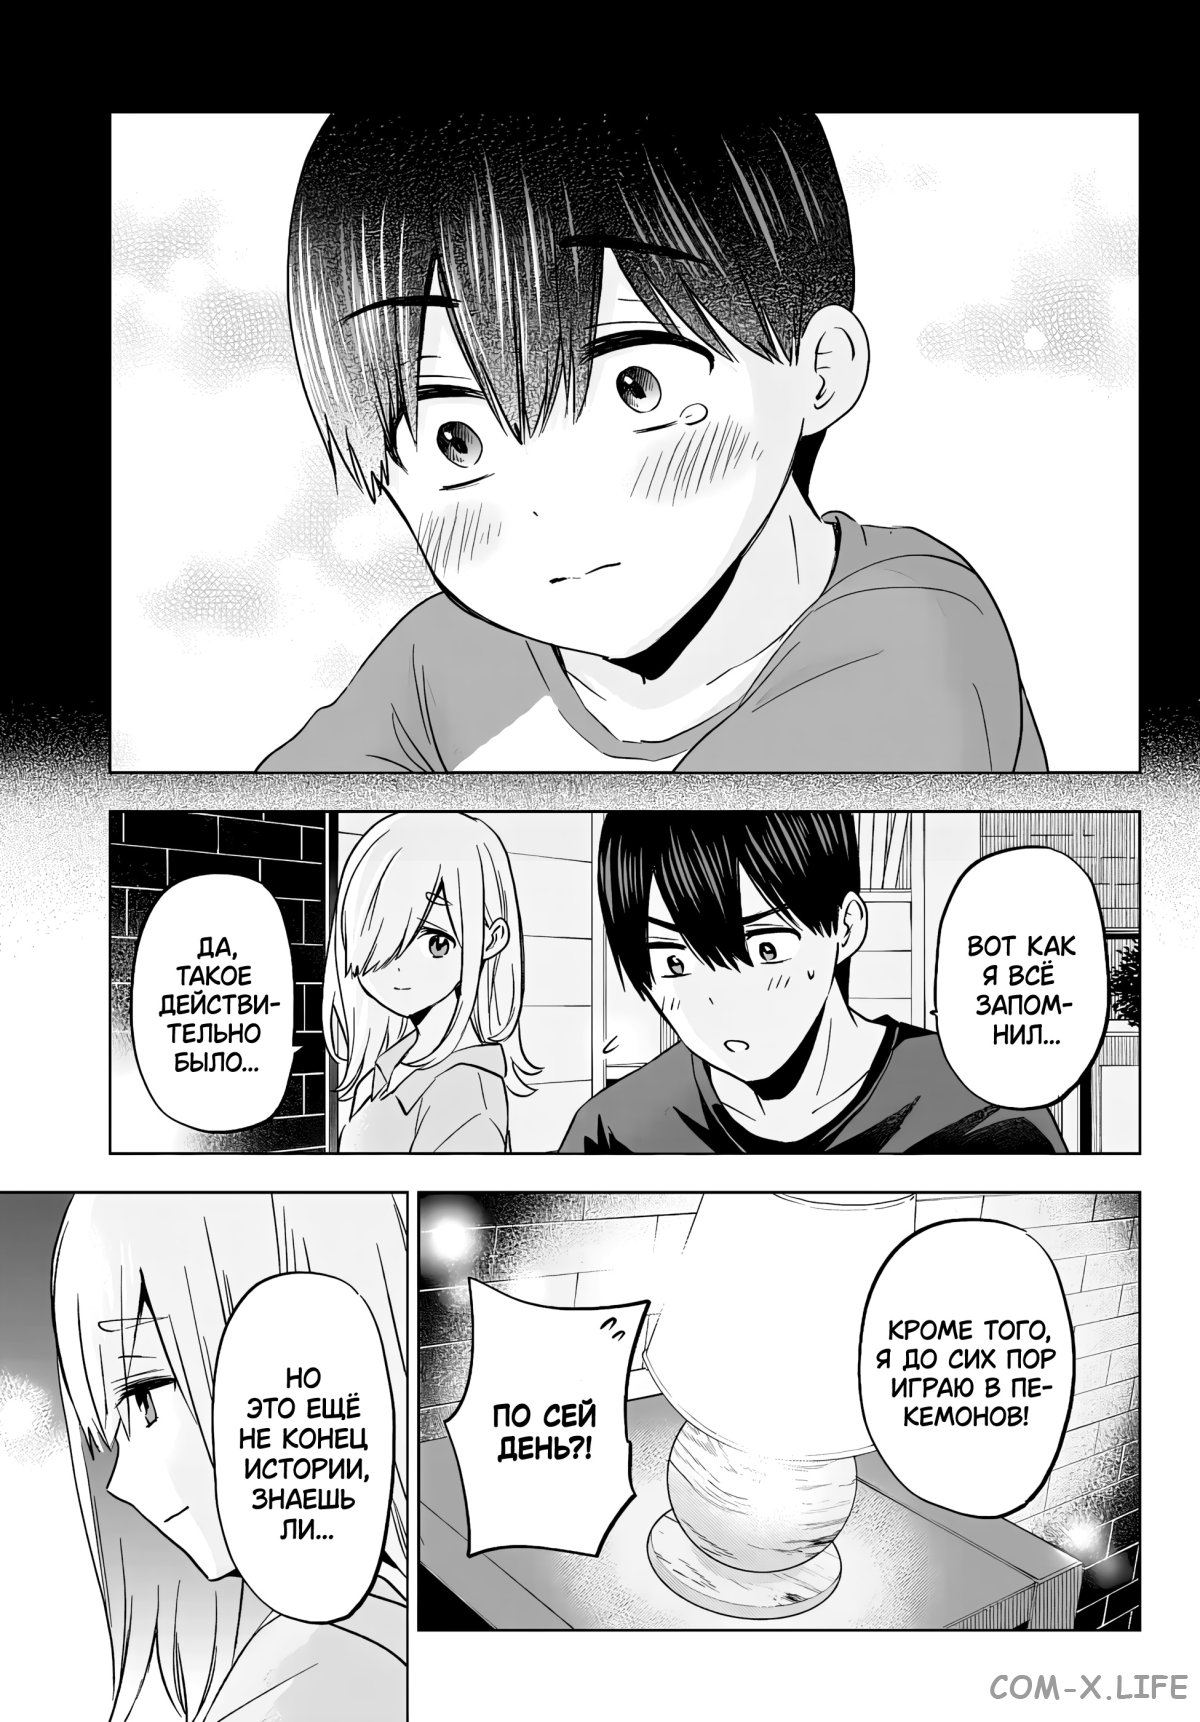 ВОТ КАК
Я ВСЁ
ЗАПОМ-
НИЛ...
ДА,
ТАКОЕ
ДЕЙСТВИ-
ТЕЛЬНО
БЫЛО...
КРОМЕ ТОГО,
Я ДО СИХ ПОР
ИГРАЮ В ПЕ-
КЕМОНОВ!
ПО СЕЙ
ДЕНЬ?!
НО
ЭТО ЕЩЁ
НЕ КОНЕЦ
ИСТОРИИ,
ЗНАЕШЬ
ЛИ...
COM-X.LIFE